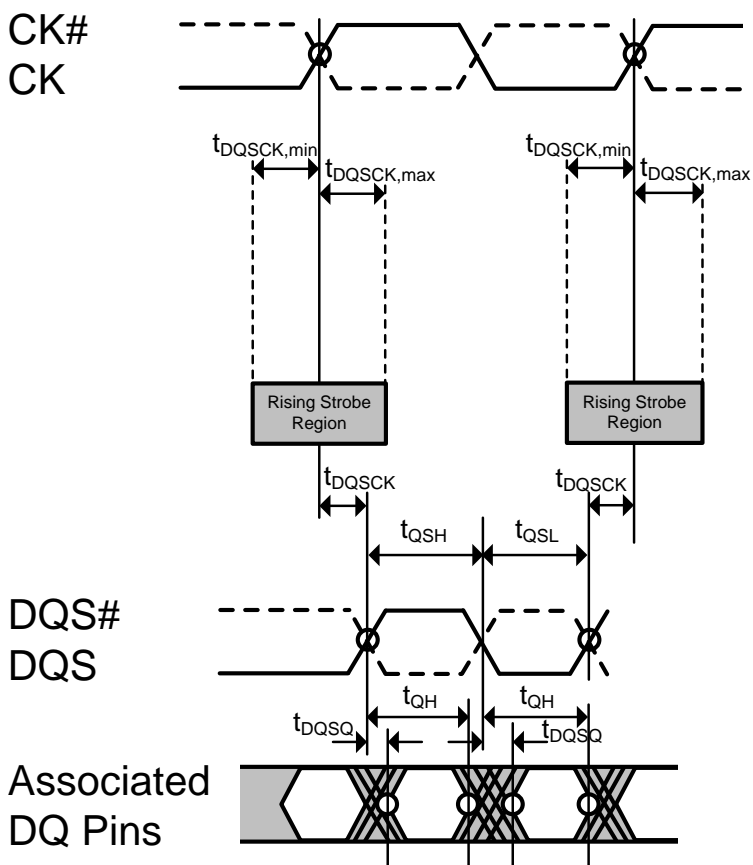 CK#
CK
tDQSCK,min
tDQSCK,max
tDQSCK,min
tDQSCK,max
Rising Strobe
Region
Rising Strobe
Region
tDQSCK
tDQSCK
tQSH
tQSL
DQS#
DQS
tQH
tQH
tDQSQ
tDQSQ
Associated
DQ Pins